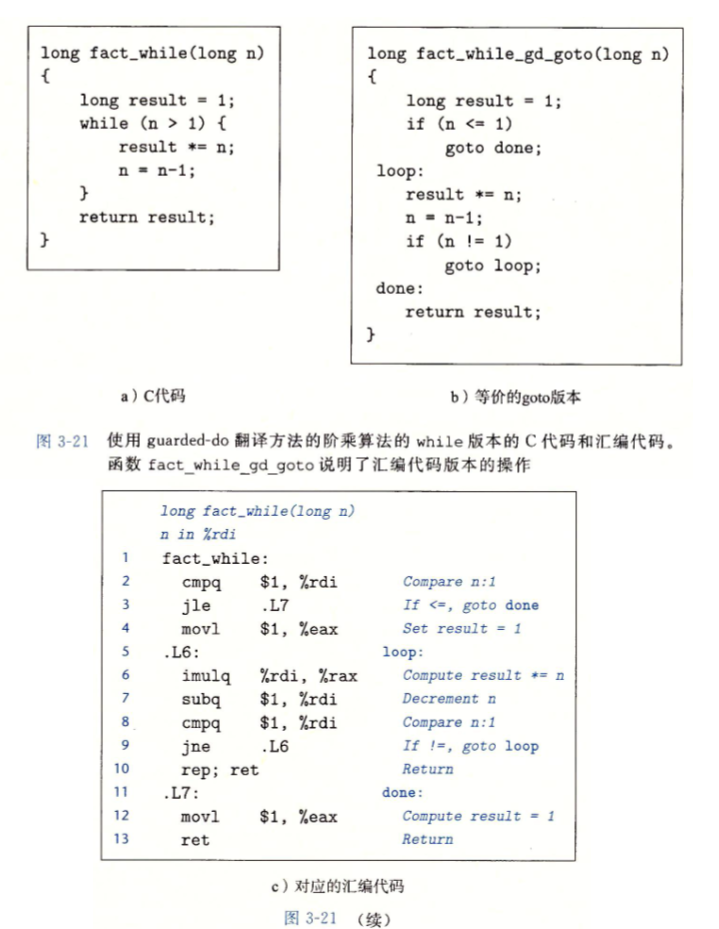 long fact_while(long n)
{
    long result = 1;
    while (n > 1) {
        result *= n;
        n = n-1;
    }
    return result;
}
a）C代码
long fact_while_gd_goto(long n)
{
    long result = 1;
    if (n <= 1)
        goto done;
loop:
    result *= n;
    n = n-1;
    if (n != 1)
        goto loop;
done:
    return result;
}
b）等价的goto版本
图 3-21 使用 guarded-do 翻译方法的阶乘算法的 while 版本的 C 代码和汇编代码。
函数 fact_while_gd_goto 说明了汇编代码版本的操作
long fact_while(long n)
n in %rdi
1 fact_while:
2 cmpq $1, %rdi Compare n:1
3 jle .L7 If <=, goto done
4 movl $1, %eax Set result = 1
5 .L6: loop:
6 imulq %rdi, %rax Compute result *= n
7 subq $1, %rdi Decrement n
8 cmpq $1, %rdi Compare n:1
9 jne .L6 If !=, goto loop
10 rep; ret Return
11 .L7: done:
12 movl $1, %eax Compute result = 1
13 ret Return
c）对应的汇编代码
图 3-21 （续）